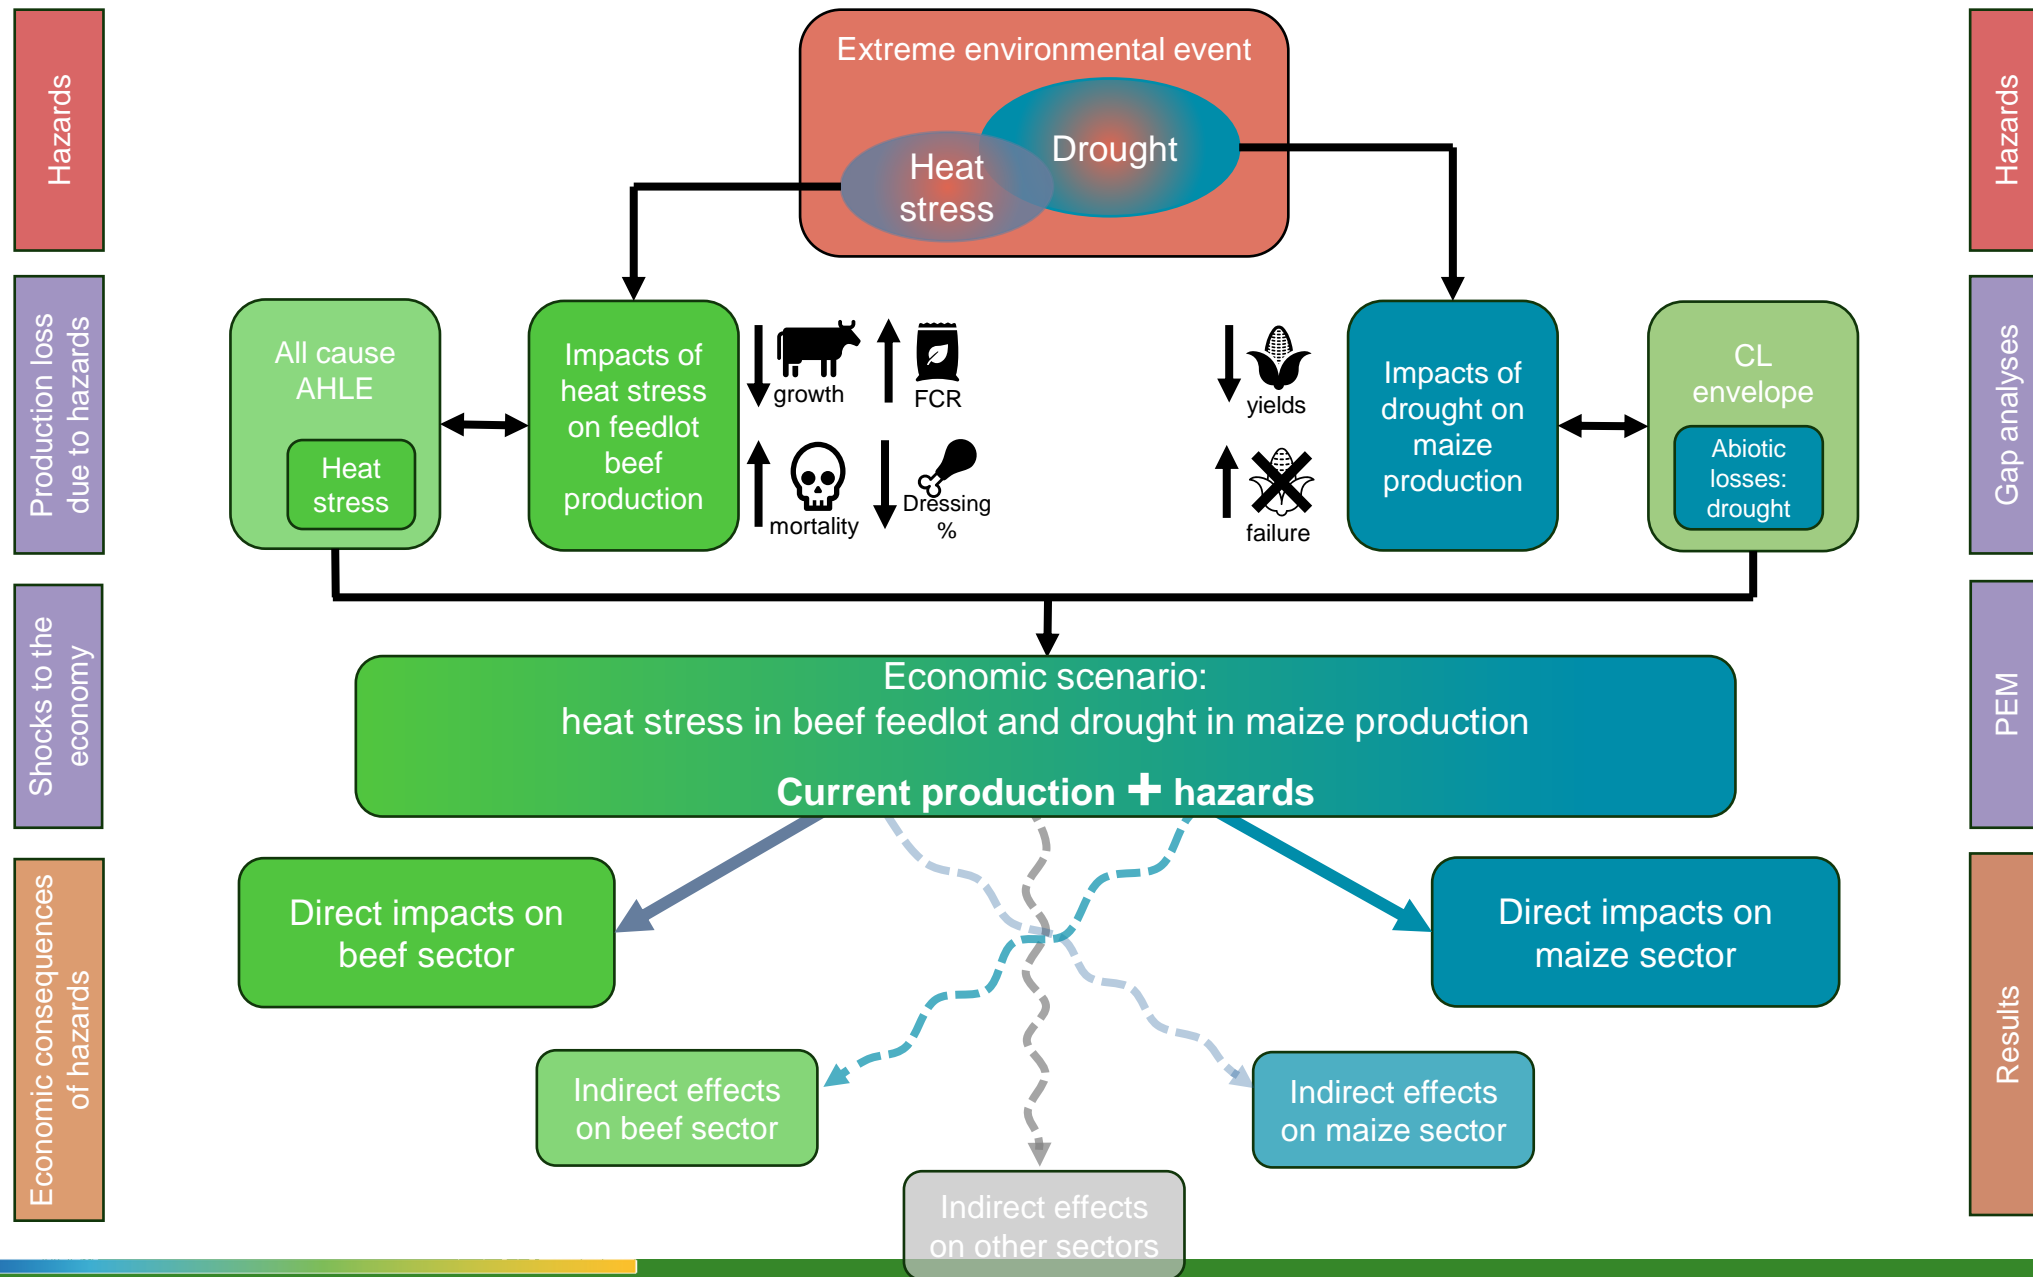 Hazards
Production loss
due to hazards
Shocks to the
economy
Economic consequences
of hazards
Extreme environmental event
Drought
Heat
stress
All cause
AHLE
Heat
stress
Impacts of
heat stress
on feedlot
beef
production
growth
FCR
mortality
Dressing
%
yields
failure
Impacts of
drought on
maize
production
CL
envelope
Abiotic
losses:
drought
Economic scenario:
heat stress in beef feedlot and drought in maize production
Current production + hazards
Direct impacts on
beef sector
Direct impacts on
maize sector
Indirect effects
on beef sector
Indirect effects
on maize sector
Indirect effects
on other sectors
Hazards
Gap analyses
PEM
Results